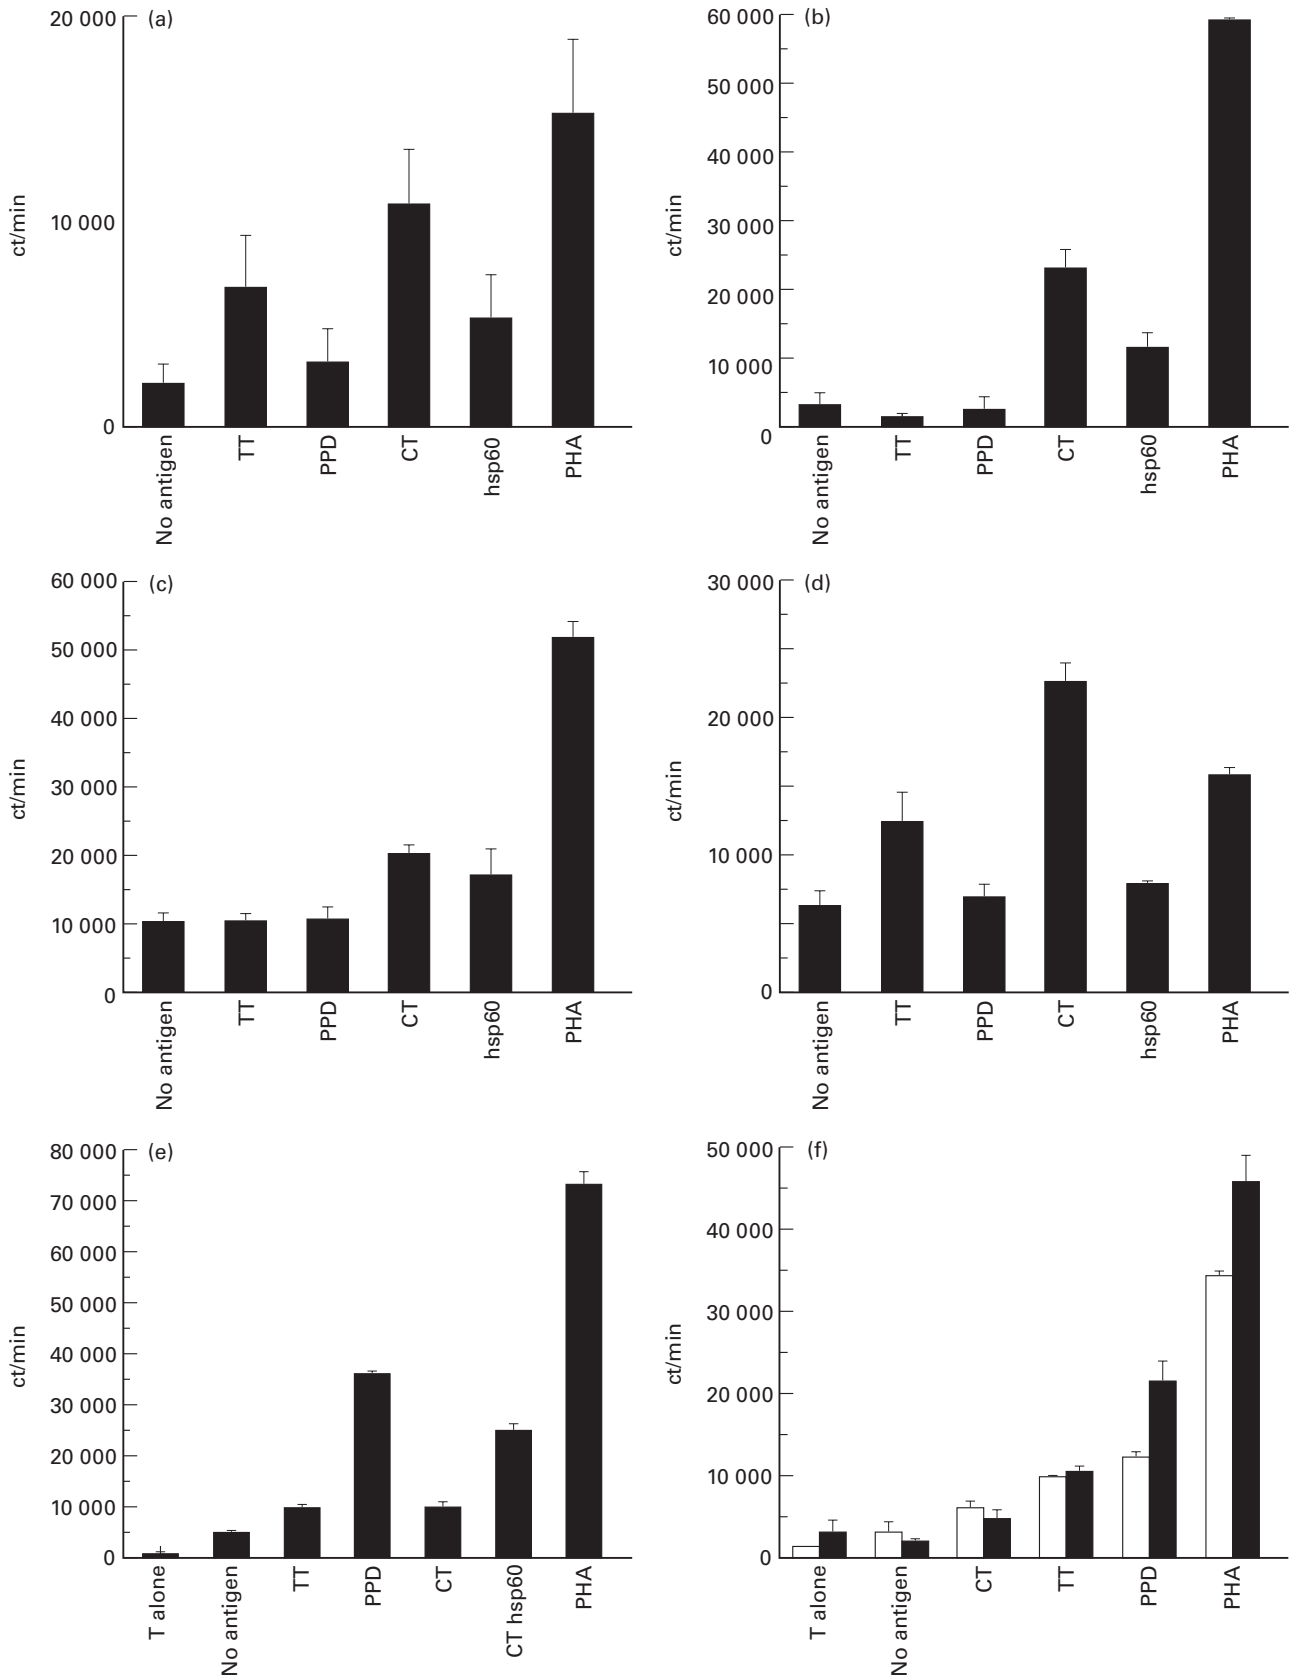 (a)
20 000
10 000
0
ct/min
No antigen
TT
PPD
CT
hsp60
PHA
(b)
60 000
50 000
40 000
30 000
20 000
10 000
0
ct/min
No antigen
TT
PPD
CT
hsp60
PHA
(c)
60 000
50 000
40 000
30 000
20 000
10 000
0
ct/min
No antigen
TT
PPD
CT
hsp60
PHA
(d)
30 000
20 000
10 000
0
ct/min
No antigen
TT
PPD
CT
hsp60
PHA
(e)
80 000
70 000
60 000
50 000
40 000
30 000
20 000
10 000
0
ct/min
T alone
No antigen
TT
PPD
CT
CT hsp60
PHA
(f)
50 000
40 000
30 000
20 000
10 000
0
ct/min
T alone
No antigen
CT
TT
PPD
PHA